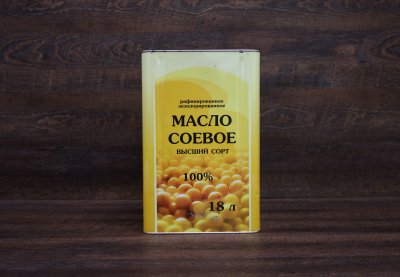 рафинированное
дезодорированное
МАСЛО
СОЕВОЕ
ВЫСШИЙ СОРТ
100%
18 л